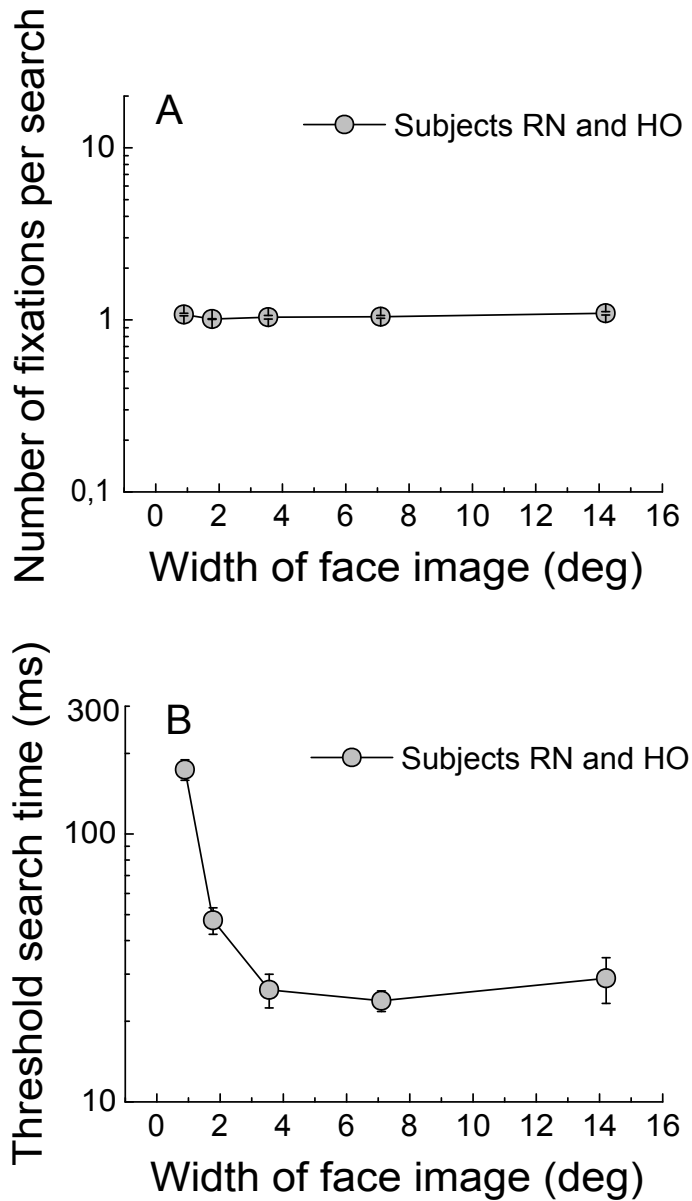 Number of fixations per search
A
Subjects RN and HO
10
1
0,1
0 2 4 6 8 10 12 14 16
Width of face image (deg)
Threshold search time (ms)
B
Subjects RN and HO
300
100
10
0 2 4 6 8 10 12 14 16
Width of face image (deg)